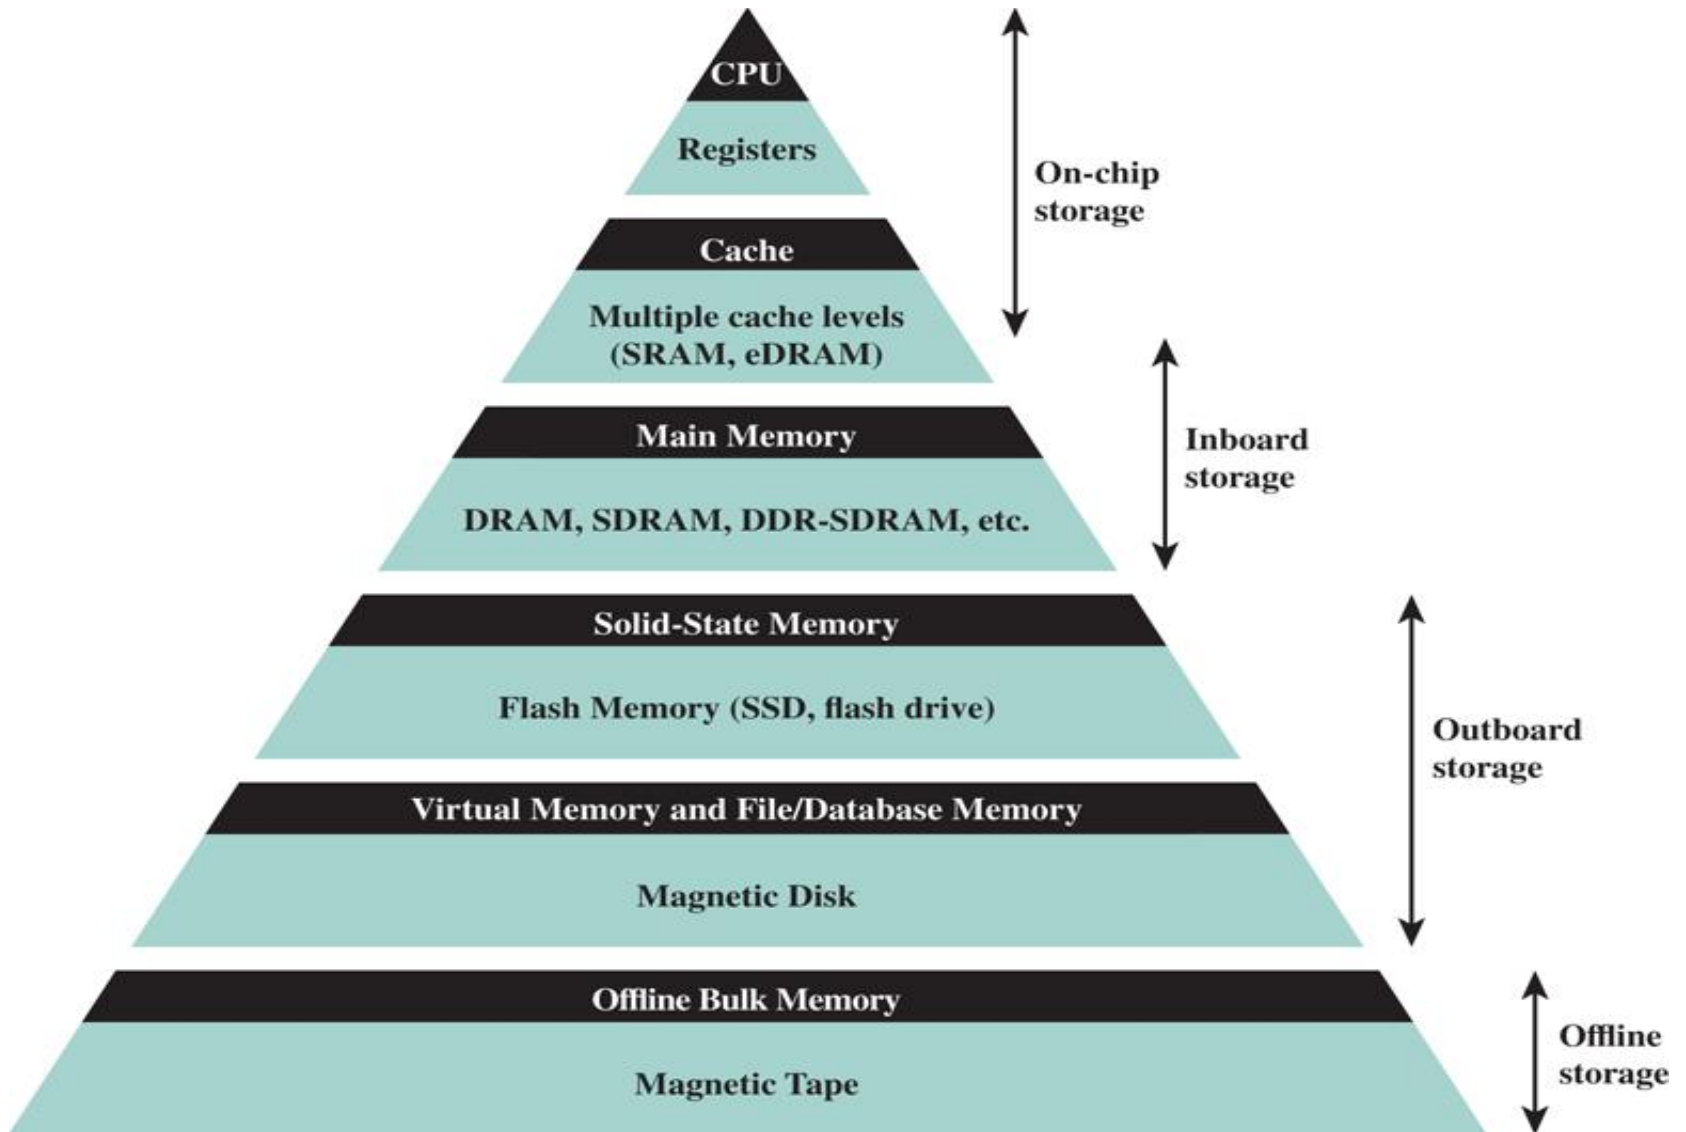 CPU
Registers
On-chip
storage
Cache
Multiple cache levels
(SRAM, eDRAM)
Main Memory
Inboard
storage
DRAM, SDRAM, DDR-SDRAM, etc.
Solid-State Memory
Flash Memory (SSD, flash drive)
Outboard
storage
Virtual Memory and File/Database Memory
Magnetic Disk
Offline Bulk Memory
Offline
storage
Magnetic Tape